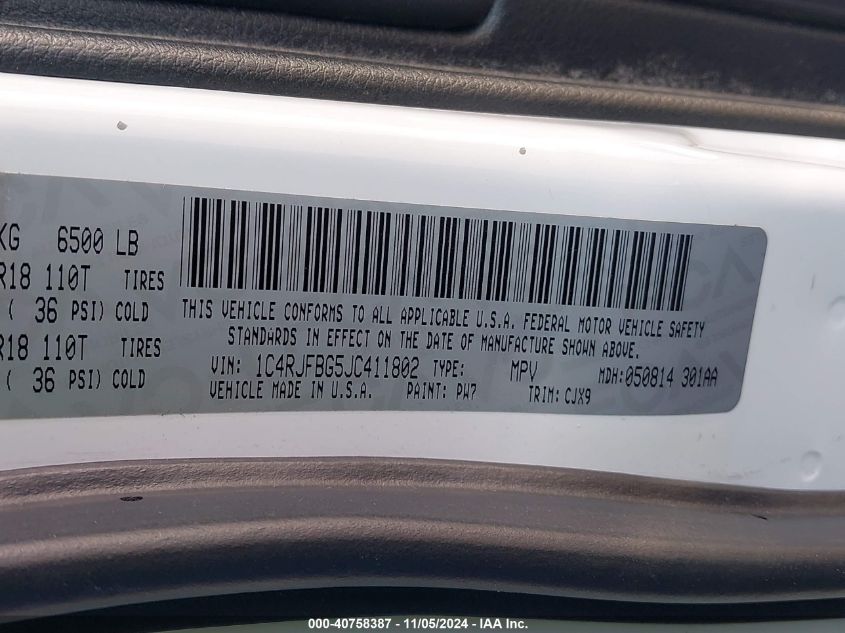 KG 6500 LB
R18 110T TIRES
( 36 PSI) COLD
R18 110T TIRES
( 36 PSI) COLD
THIS VEHICLE CONFORMS TO ALL APPLICABLE U.S.A. FEDERAL MOTOR VEHICLE SAFETY
STANDARDS IN EFFECT ON THE DATE OF MANUFACTURE SHOWN ABOVE.
VIN: 1C4RJFBG5JC411802 TYPE: MPV MDH:050814 301AA
VEHICLE MADE IN U.S.A. PAINT: PW7 TRIM: CJX9
000-40758387 - 11/05/2024 - IAA Inc.